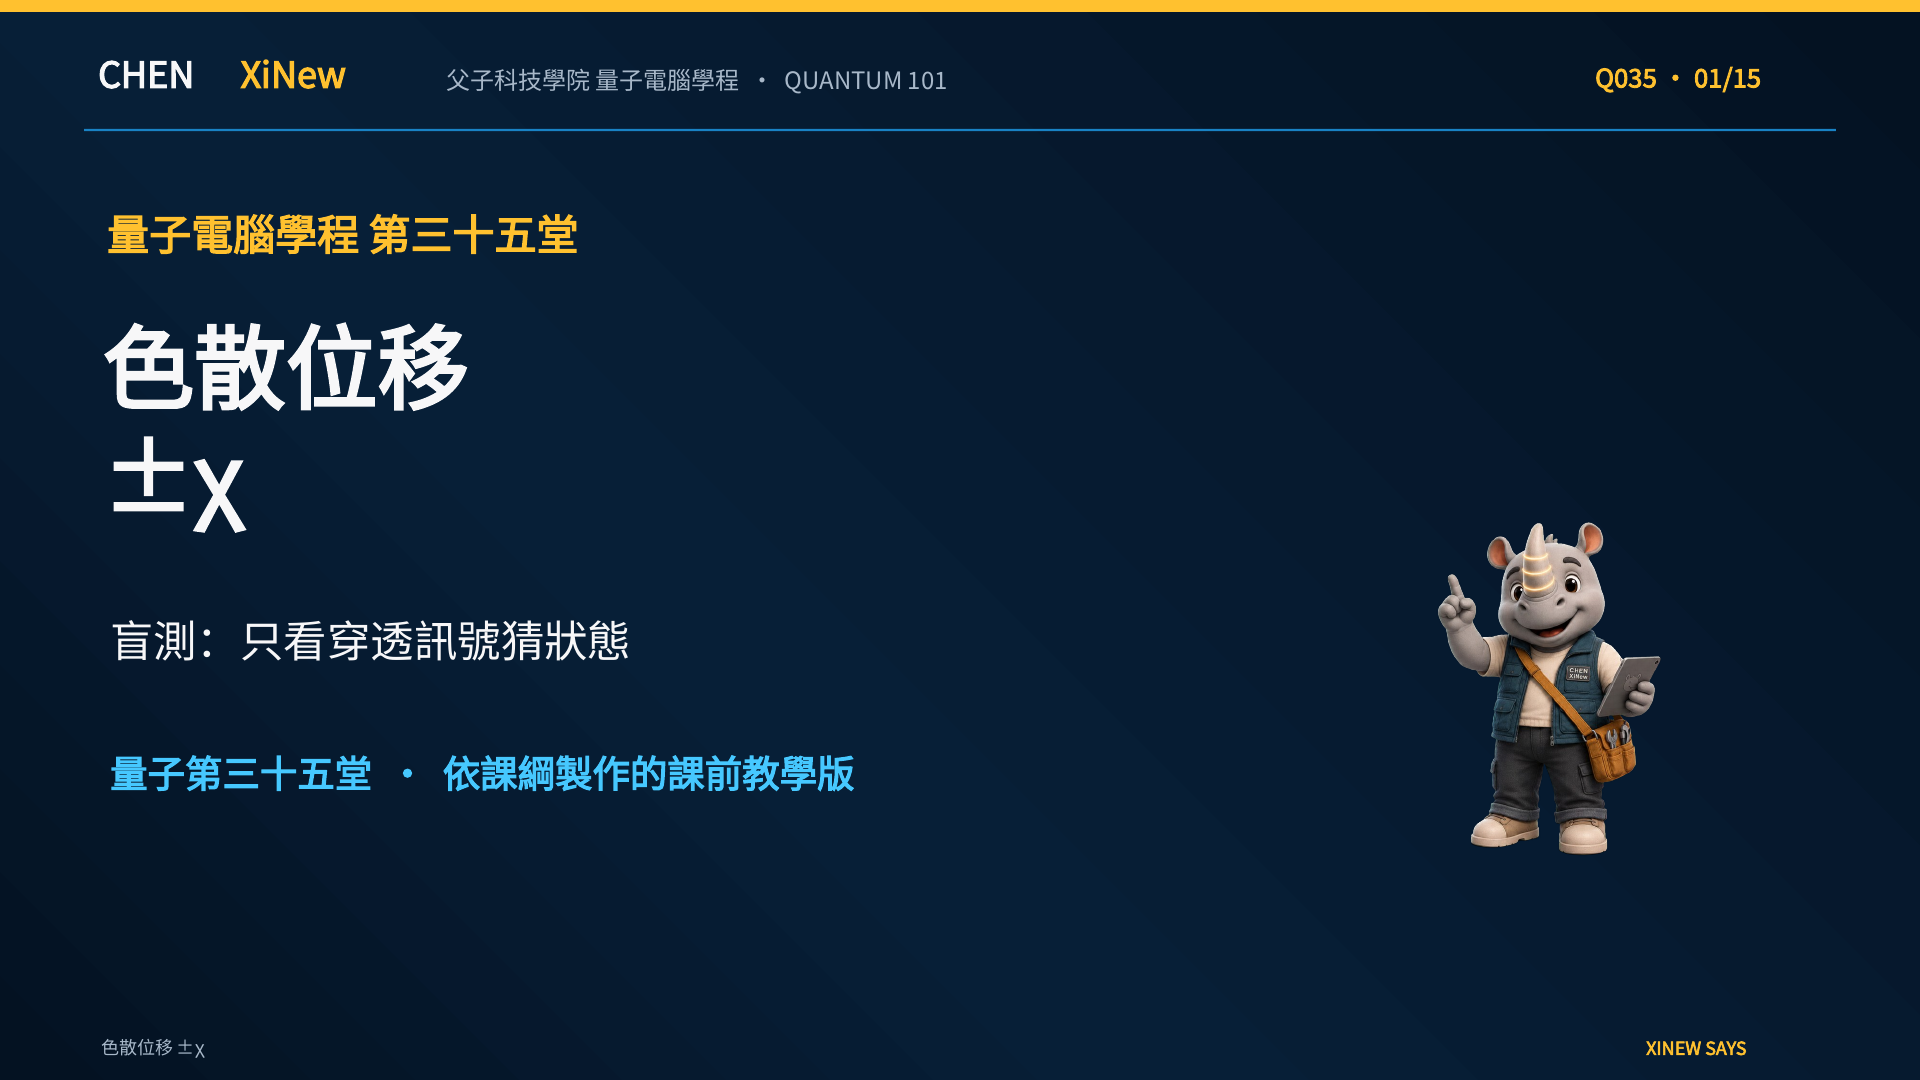 CHEN XiNew 父子科技學院 量子電腦學程 • QUANTUM 101 Q035 • 01/15
量子電腦學程 第三十五堂
色散位移
±χ
盲測：只看穿透訊號猜狀態
量子第三十五堂 • 依課綱製作的課前教學版
CHEN
XiNew
色散位移 ±χ
XINEW SAYS